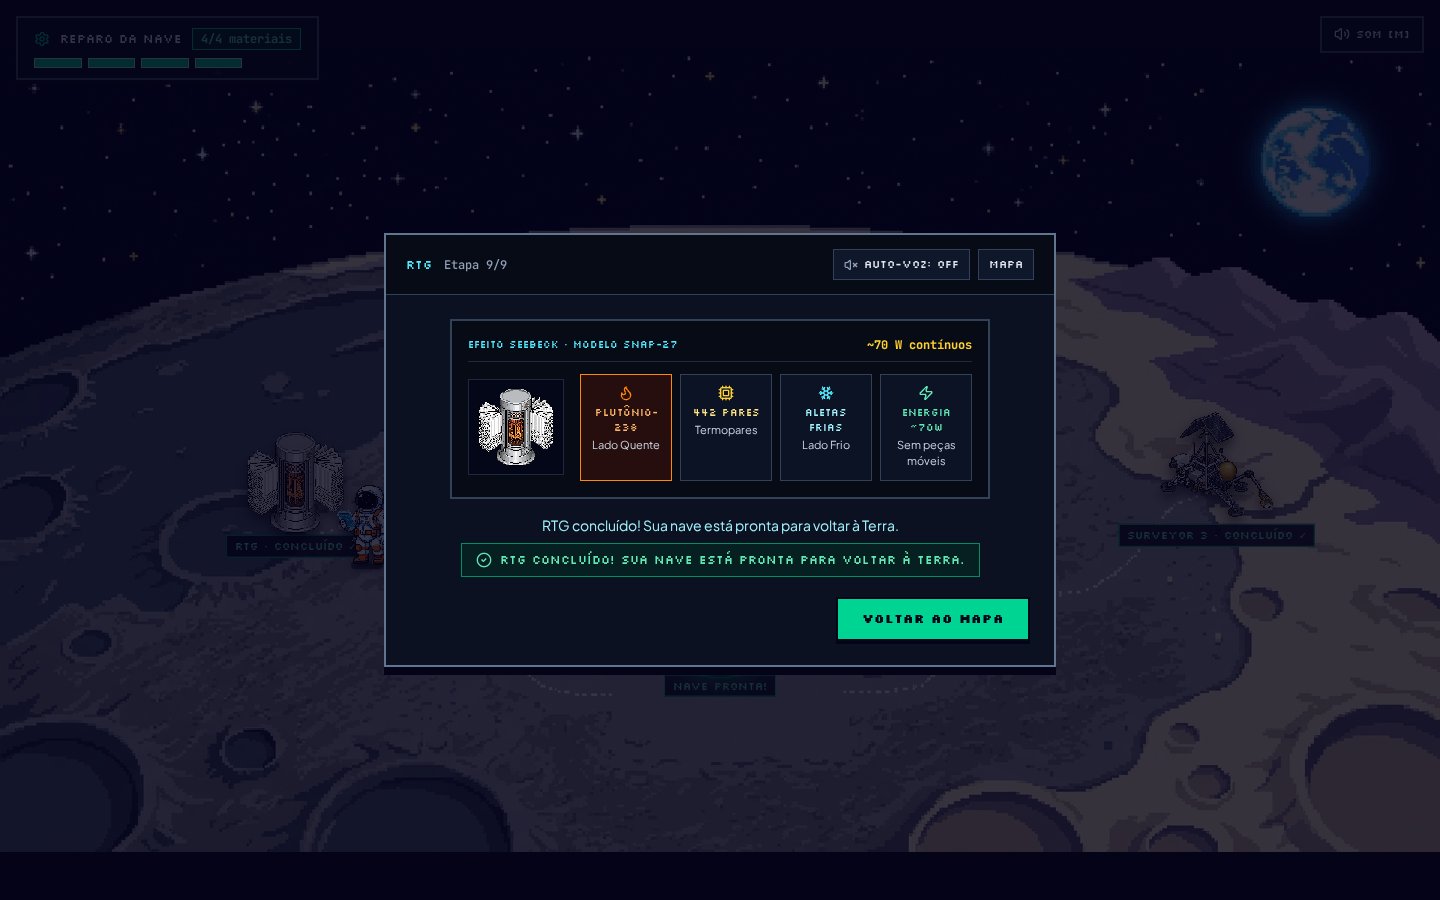 REPARO DA NAVE 4/4 materiais
SOM [M]
RTG Etapa 9/9
AUTO-VOZ: OFF
MAPA
EFEITO SEEBECK · MODELO SNAP-27
~70 W contínuos
PLUTÔNIO-
238
Lado Quente
442 PARES
Termopares
ALETAS
FRIAS
Lado Frio
ENERGIA
~70W
Sem peças
móveis
RTG concluído! Sua nave está pronta para voltar à Terra.
RTG CONCLUÍDO! SUA NAVE ESTÁ PRONTA PARA VOLTAR À TERRA.
VOLTAR AO MAPA
RTG · CONCLUÍDO
SURVEYOR 3 · CONCLUÍDO ✓
NAVE PRONTA!